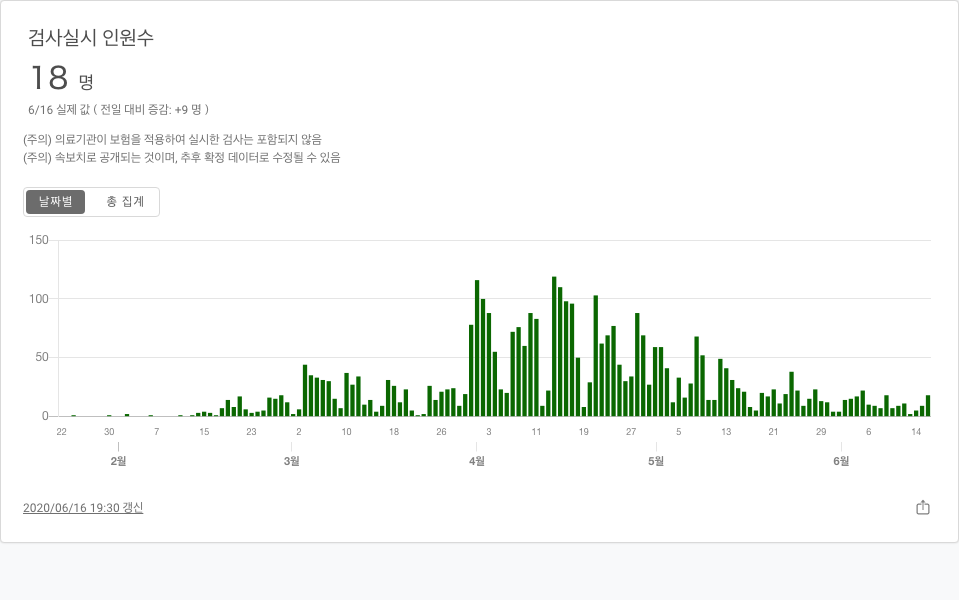 검사실시 인원수
18 명
6/16 실제 값 ( 전일 대비 증감: +9 명 )
(주의) 의료기관이 보험을 적용하여 실시한 검사는 포함되지 않음
(주의) 속보치로 공개되는 것이며, 추후 확정 데이터로 수정될 수 있음
날짜별 총 집계
150
100
50
0
22 30 7 15 23 2 10 18 26 3 11 19 27 5 13 21 29 6 14
2월 3월 4월 5월 6월
2020/06/16 19:30 갱신